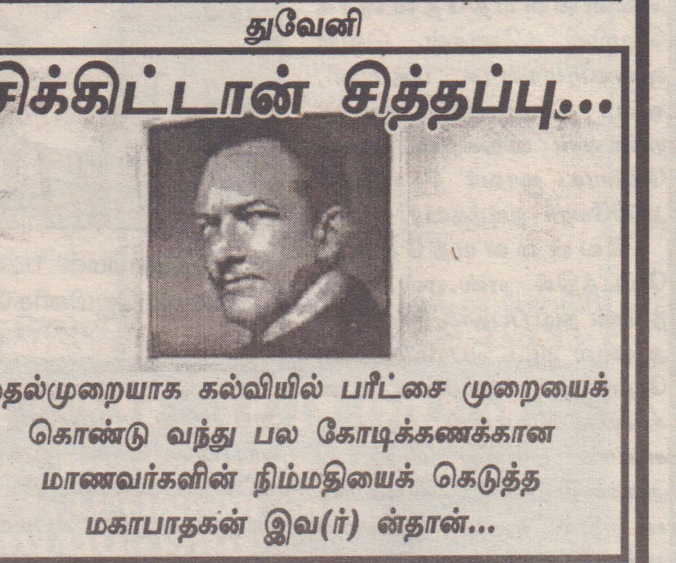 துவேனி
சிக்கிட்டான் சித்தப்பு...
முதல்முறையாக கல்வியில் பரீட்சை முறையைக்
கொண்டு வந்து பல கோடிக்கணக்கான
மாணவர்களின் நிம்மதியைக் கெடுத்த
மகாபாதகன் இவ(ர்) ன்தான்...